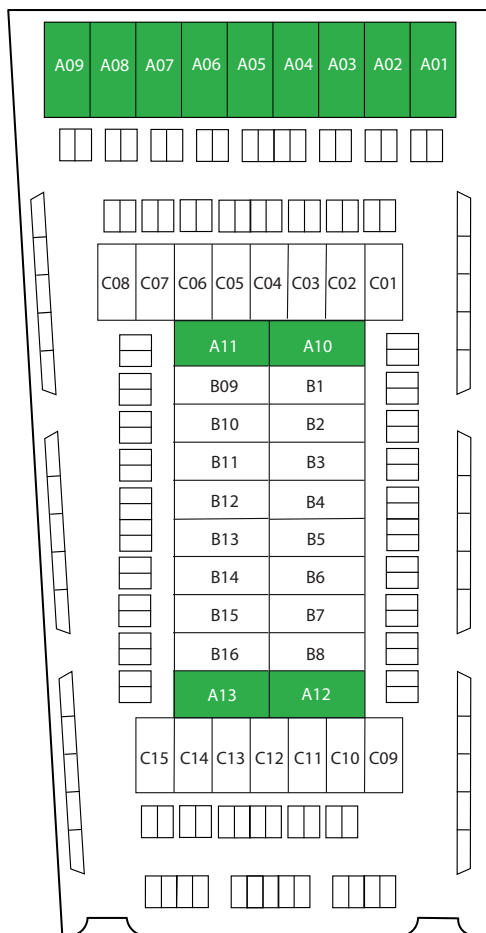 A09 A08 A07 A06 A05 A04 A03 A02 A01
C08 C07 C06 C05 C04 C03 C02 C01
A11 A10
B09 B1
B10 B2
B11 B3
B12 B4
B13 B5
B14 B6
B15 B7
B16 B8
A13 A12
C15 C14 C13 C12 C11 C10 C09